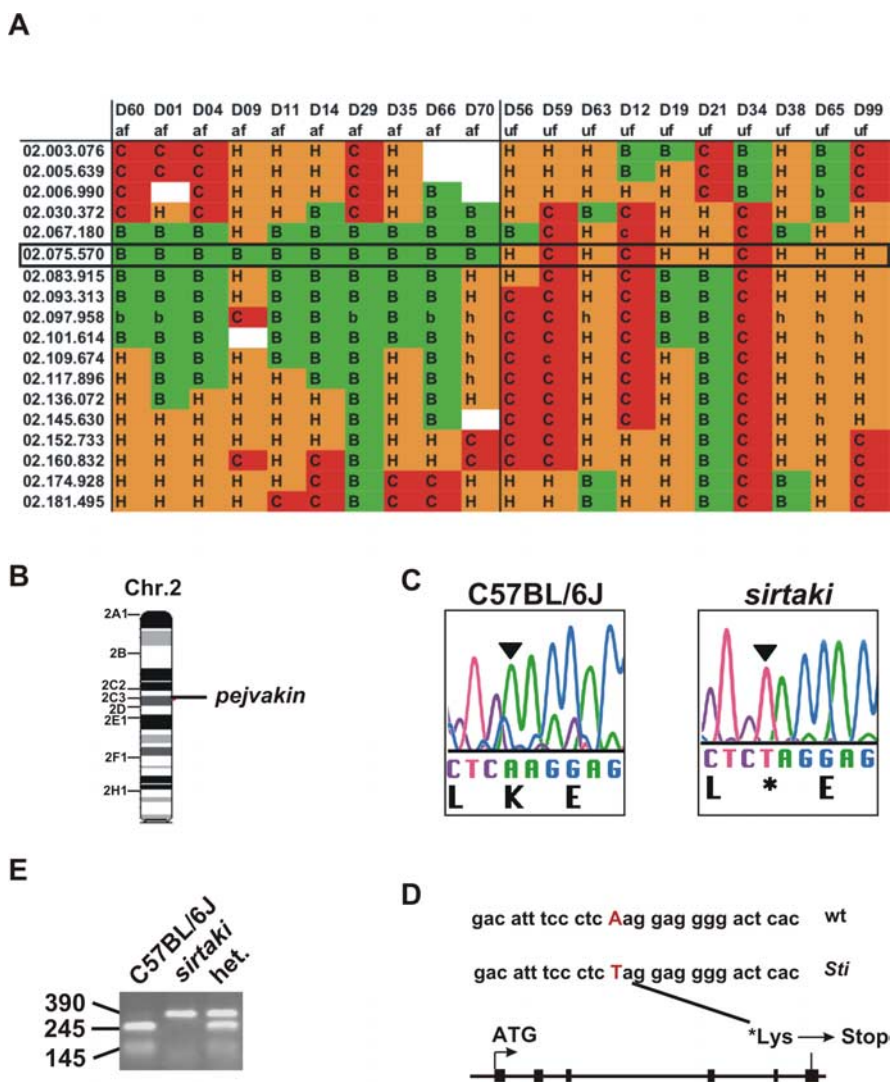 A
D60 D01 D04 D09 D11 D14 D29 D35 D66 D70 D56 D59 D63 D12 D19 D21 D34 D38 D65 D99
af af af af af af af af af af uf uf uf uf uf uf uf uf uf uf
02.003.076 C C C H H H C H H H H B B C B H B C
02.005.639 C C C H H H C H H H H B H C B H B C
02.006.990 C C H H H C H B H H H H H C B H b C
02.030.372 C H C H H B C H B B H C B C H H C H B H
02.067.180 B B B H B B B B B B B C H c H H C B H H
02.075.570 B B B B B B B B B B H C H C H H C H H H
02.083.915 B B B H B B B B B H H C H C B B C H H H
02.093.313 B B B H B B B B B H C C H C B B C H H H
02.097.958 b b B C B B b B b h C C h C B B c h h h
02.101.614 B B B B B B B B h C C H C B B C H h h
02.109.674 H B B H B B B H B h C c H C H B C H h H
02.117.896 H B B H H B B H B h C C H C H B C H h H
02.136.072 H B H H H H B H B H C C H C H B C H H H
02.145.630 H H H H H H B H B C C H C H B C H h H
02.152.733 H H H H H H B H H C C C H H H B C H H C
02.160.832 H H H C H C B H H C C C H H H B C H H C
02.174.928 H H H H H C B C C H H H B H H B C B H C
02.181.495 H H H H C C B C C H H H B H H B C B H C
B
Chr.2
2A1
2B
2C2
2C3
2D
2E1
2F1
2H1
pejvakin
C
C57BL/6J
CTCAAGGAG
L K E
sirtaki
CTCTAGGAG
L * E
E
C57BL/6J
sirtaki
het.
390
245
145
D
gac att tcc ctc Aag gag ggg act cac wt
gac att tcc ctc Tag gag ggg act cac Sti
*Lys → Stop
ATG